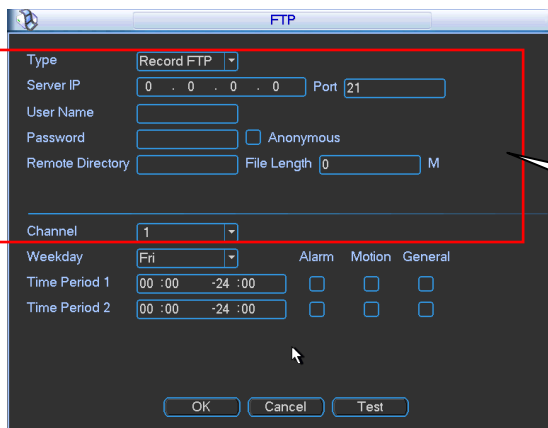 FTP
Type Record FTP
Server IP 0 . 0 . 0 . 0 Port 21
User Name
Password Anonymous
Remote Directory File Length 0 M
Channel 1
Weekday Fri Alarm Motion General
Time Period 1 00 :00 -24 :00
Time Period 2 00 :00 -24 :00
OK Cancel Test